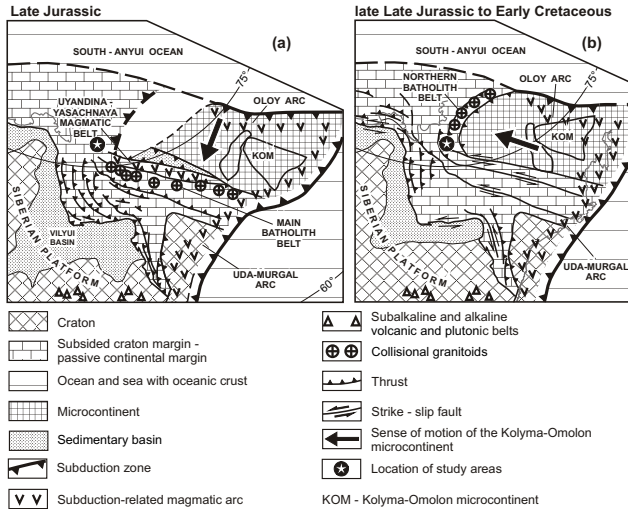 Late Jurassic
SOUTH - ANYUI OCEAN
(a)
75°
UYANDINA -
YASACHNAYA
MAGMATIC
BELT
OLOY ARC
KOM
MAIN
BATHOLITH
BELT
SIBERIAN PLATFORM
VILYUI
BASIN
UDA-MURGAL
ARC
60°
late Late Jurassic to Early Cretaceous
SOUTH - ANYUI OCEAN
(b)
75°
NORTHERN
BATHOLITH
BELT
OLOY ARC
KOM
SIBERIAN PLATFORM
UDA-MURGAL
ARC
Craton
Subsided craton margin -
passive continental margin
Ocean and sea with oceanic crust
Microcontinent
Sedimentary basin
Subduction zone
Subduction-related magmatic arc
Subalkaline and alkaline
volcanic and plutonic belts
Collisional granitoids
Thrust
Strike - slip fault
Sense of motion of the Kolyma-Omolon
microcontinent
Location of study areas
KOM - Kolyma-Omolon microcontinent